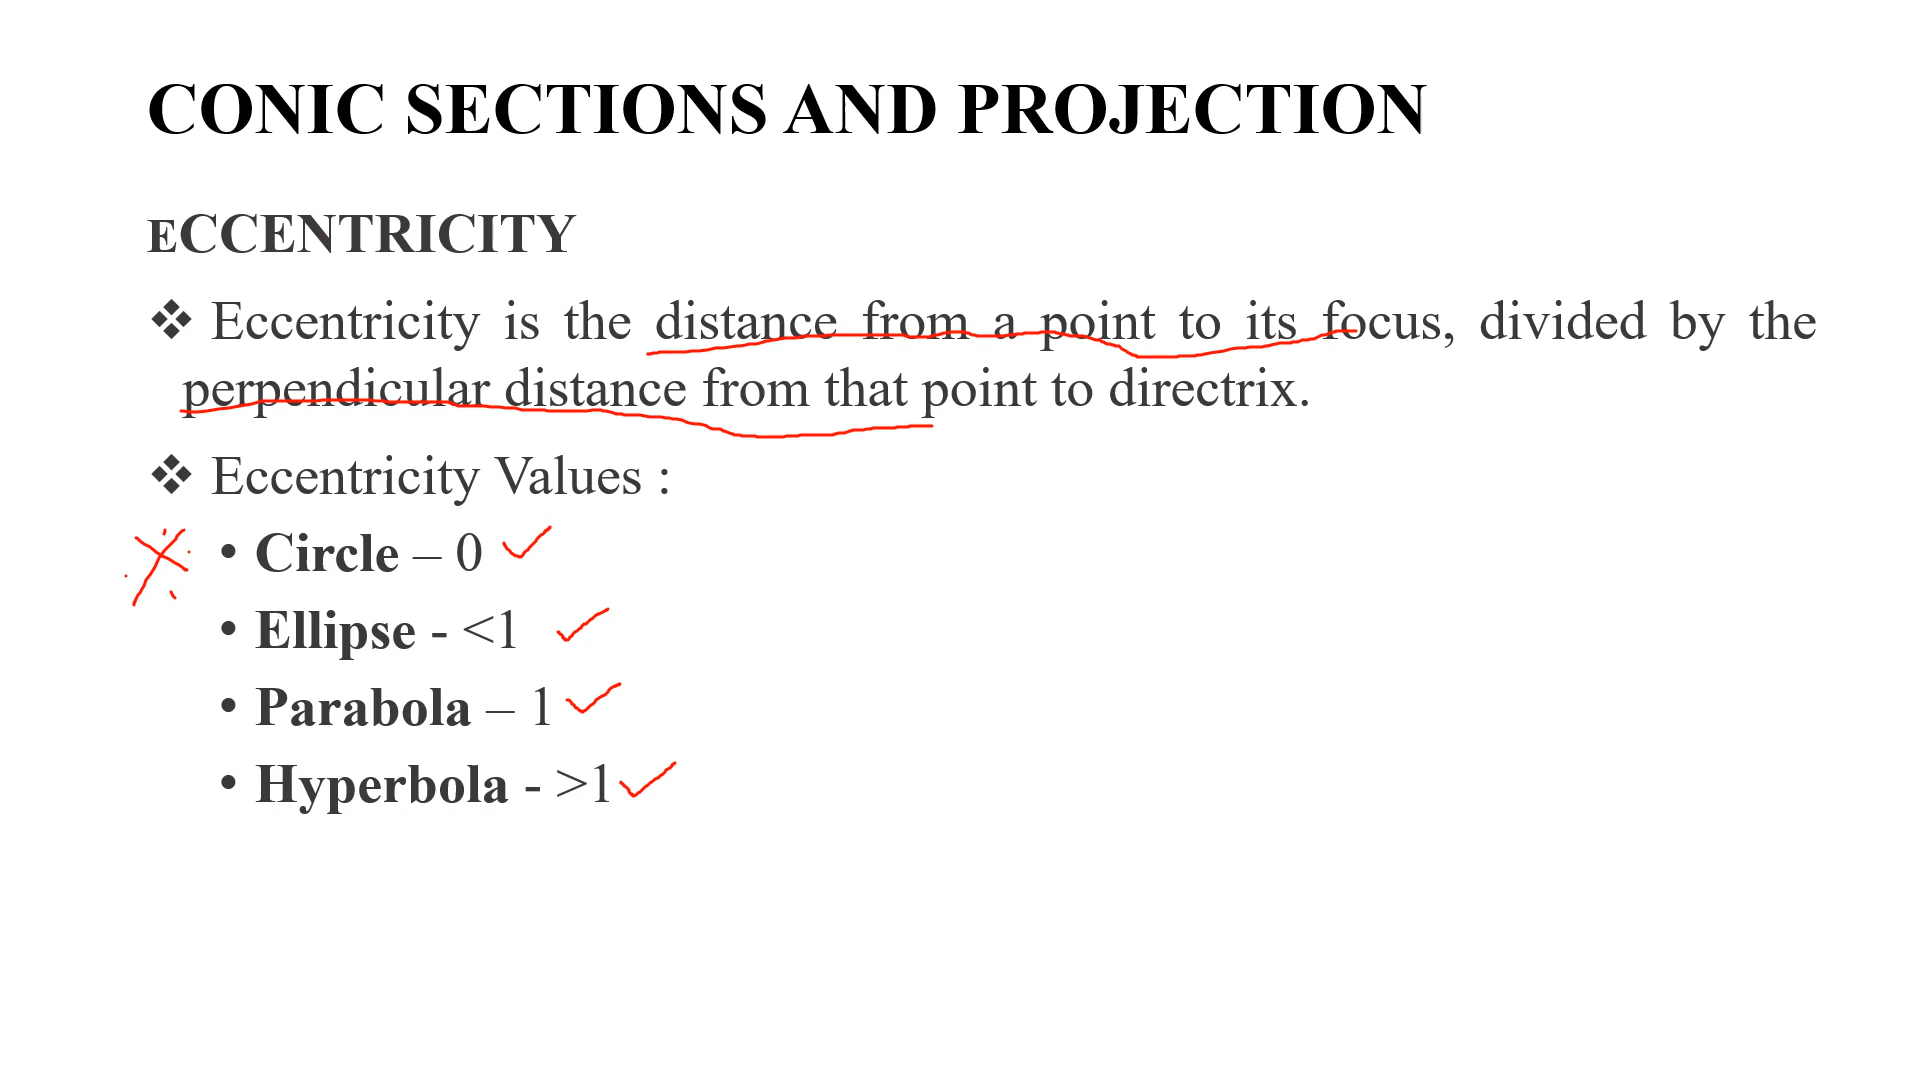 CONIC SECTIONS AND PROJECTION
ECCENTRICITY
❖ Eccentricity is the distance from a point to its focus, divided by the
perpendicular distance from that point to directrix.
❖ Eccentricity Values :
• Circle – 0
• Ellipse - <1
• Parabola – 1
• Hyperbola - >1